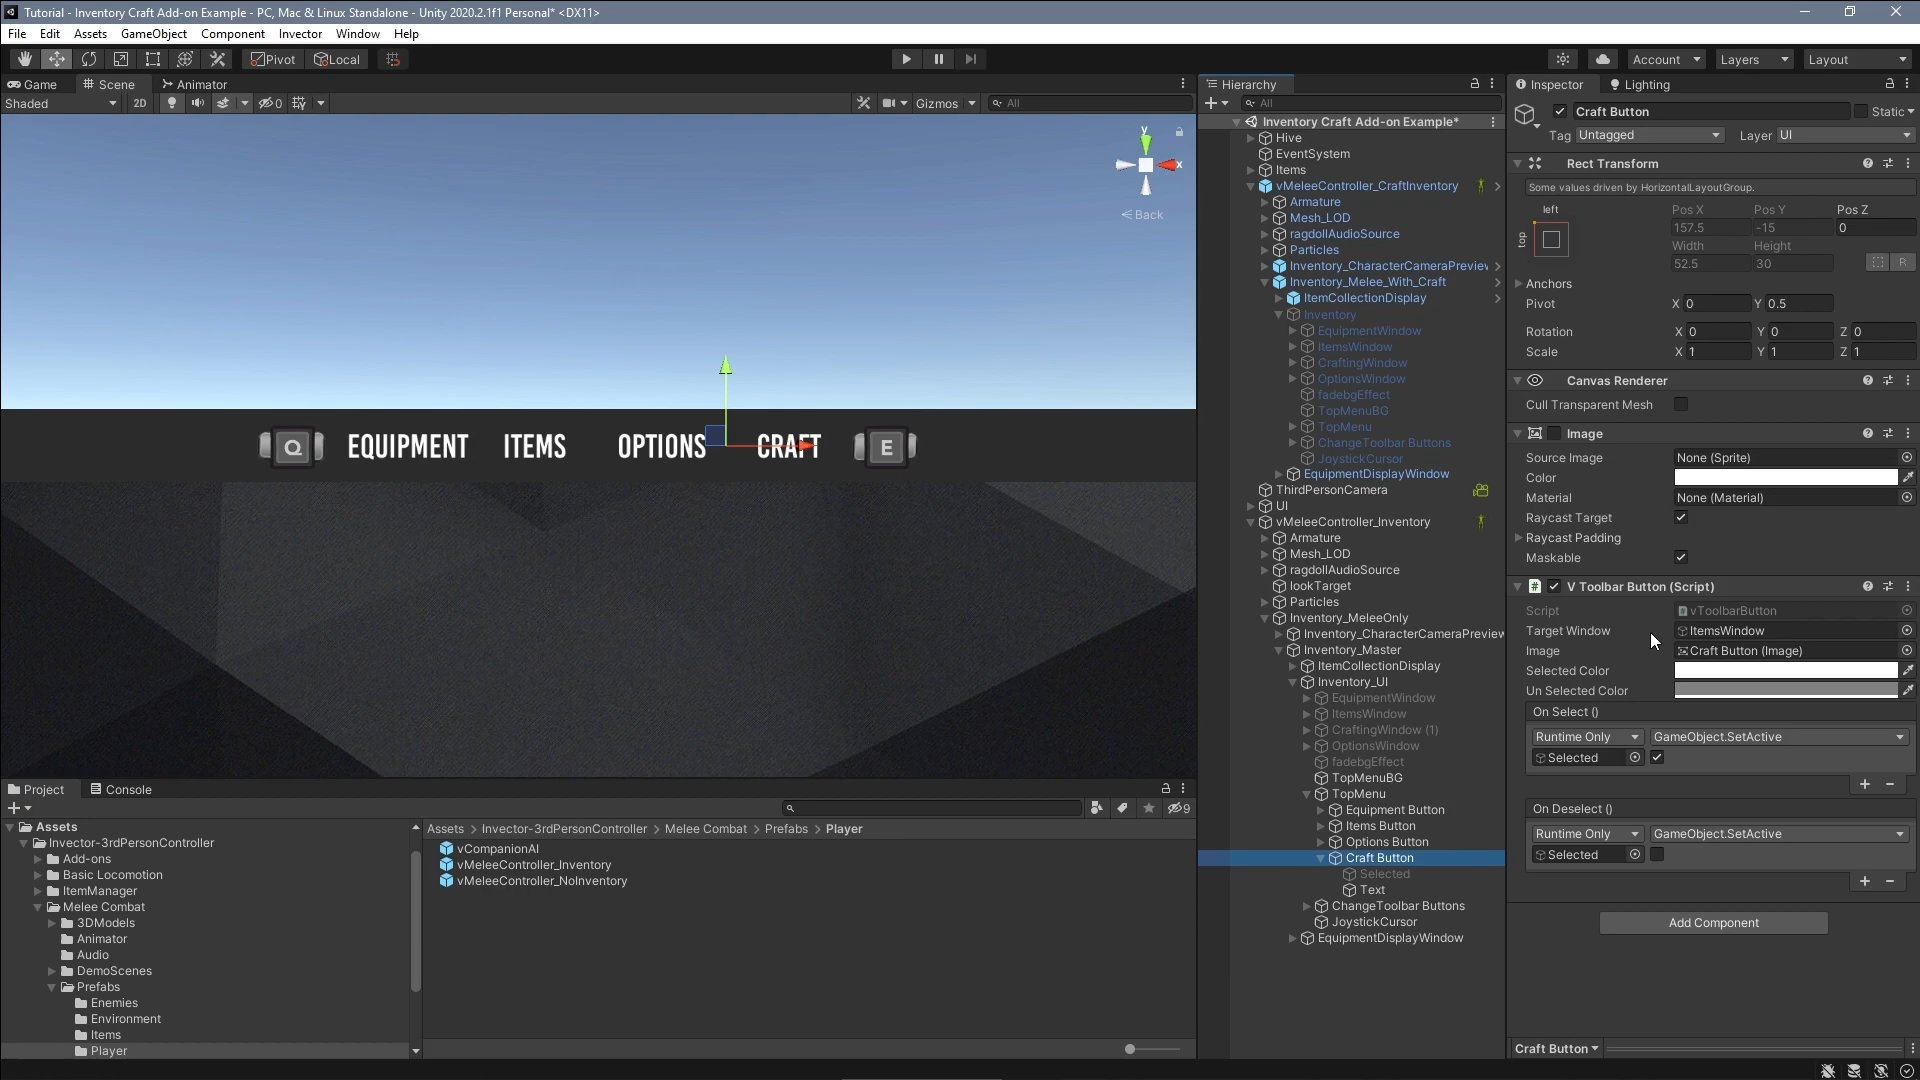 Tutorial - Inventory Craft Add-on Example - PC, Mac & Linux Standalone - Unity 2020.2.1f1 Personal* <DX11>
File Edit Assets GameObject Component Invector Window Help
Pivot Local Account Layers Layout
Game Scene Animator
Shaded 2D 0 Gizmos All
y
x
Back
Q EQUIPMENT ITEMS OPTIONS CRAFT E
Project Console
9
Assets
Invector-3rdPersonController
Add-ons
Basic Locomotion
ItemManager
Melee Combat
3DModels
Animator
Audio
DemoScenes
Prefabs
Enemies
Environment
Items
Player
Assets > Invector-3rdPersonController > Melee Combat > Prefabs > Player
vCompanionAI
vMeleeController_Inventory
vMeleeController_NoInventory
Hierarchy
All
Inventory Craft Add-on Example*
Hive
EventSystem
Items
vMeleeController_CraftInventory
Armature
Mesh_LOD
ragdollAudioSource
Particles
Inventory_CharacterCameraPreview
Inventory_Melee_With_Craft
ItemCollectionDisplay
Inventory
EquipmentWindow
ItemsWindow
CraftingWindow
OptionsWindow
fadebgEffect
TopMenuBG
TopMenu
ChangeToolbar Buttons
JoystickCursor
EquipmentDisplayWindow
ThirdPersonCamera
UI
vMeleeController_Inventory
Armature
Mesh_LOD
ragdollAudioSource
lookTarget
Particles
Inventory_MeleeOnly
Inventory_CharacterCameraPreview
Inventory_Master
ItemCollectionDisplay
Inventory_UI
EquipmentWindow
ItemsWindow
CraftingWindow (1)
OptionsWindow
fadebgEffect
TopMenuBG
TopMenu
Equipment Button
Items Button
Options Button
Craft Button
Selected
Text
ChangeToolbar Buttons
JoystickCursor
EquipmentDisplayWindow
Inspector Lighting
Craft Button Static
Tag Untagged Layer UI
Rect Transform
Some values driven by HorizontalLayoutGroup.
left Pos X Pos Y Pos Z
top 157.5 -15 0
Width Height
52.5 30 R
Anchors
Pivot X 0 Y 0.5
Rotation X 0 Y 0 Z 0
Scale X 1 Y 1 Z 1
Canvas Renderer
Cull Transparent Mesh
Image
Source Image None (Sprite)
Color
Material None (Material)
Raycast Target
Raycast Padding
Maskable
# V Toolbar Button (Script)
Script vToolbarButton
Target Window ItemsWindow
Image Craft Button (Image)
Selected Color
Un Selected Color
On Select ()
Runtime Only GameObject.SetActive
Selected
On Deselect ()
Runtime Only GameObject.SetActive
Selected
Add Component
Craft Button